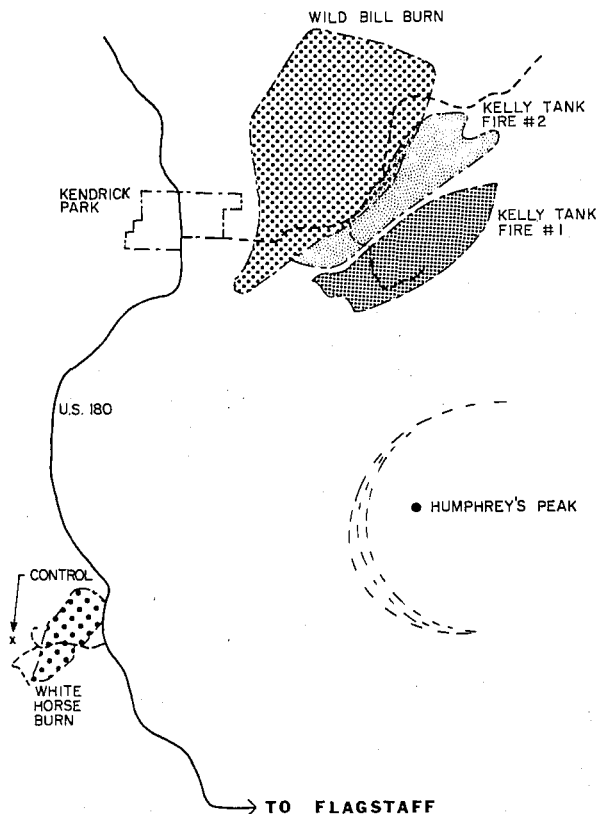 WILD BILL BURN
KELLY TANK
FIRE #2
KENDRICK
PARK
KELLY TANK
FIRE #1
U.S. 180
HUMPHREY'S PEAK
CONTROL
x
WHITE
HORSE
BURN
TO FLAGSTAFF